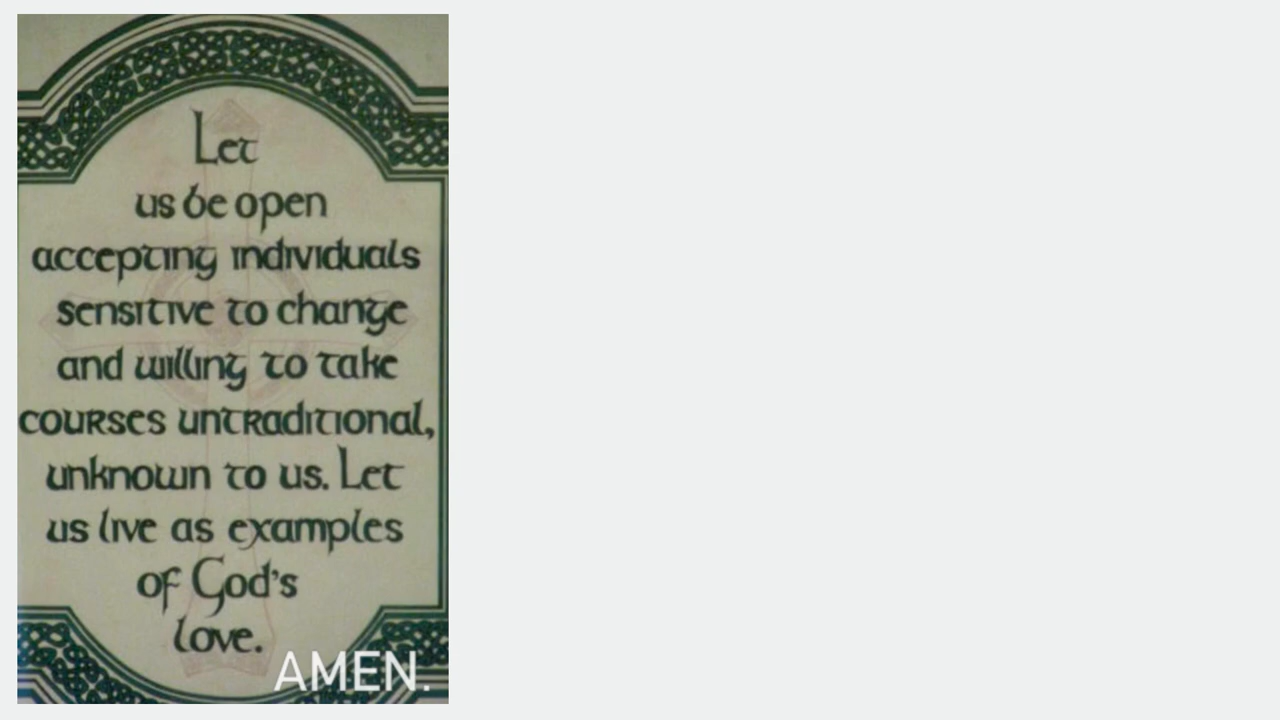 Let
us be open
accepting individuals
sensitive to change
and willing to take
courses untraditional,
unknown to us. Let
us live as examples
of God's
love.
AMEN.